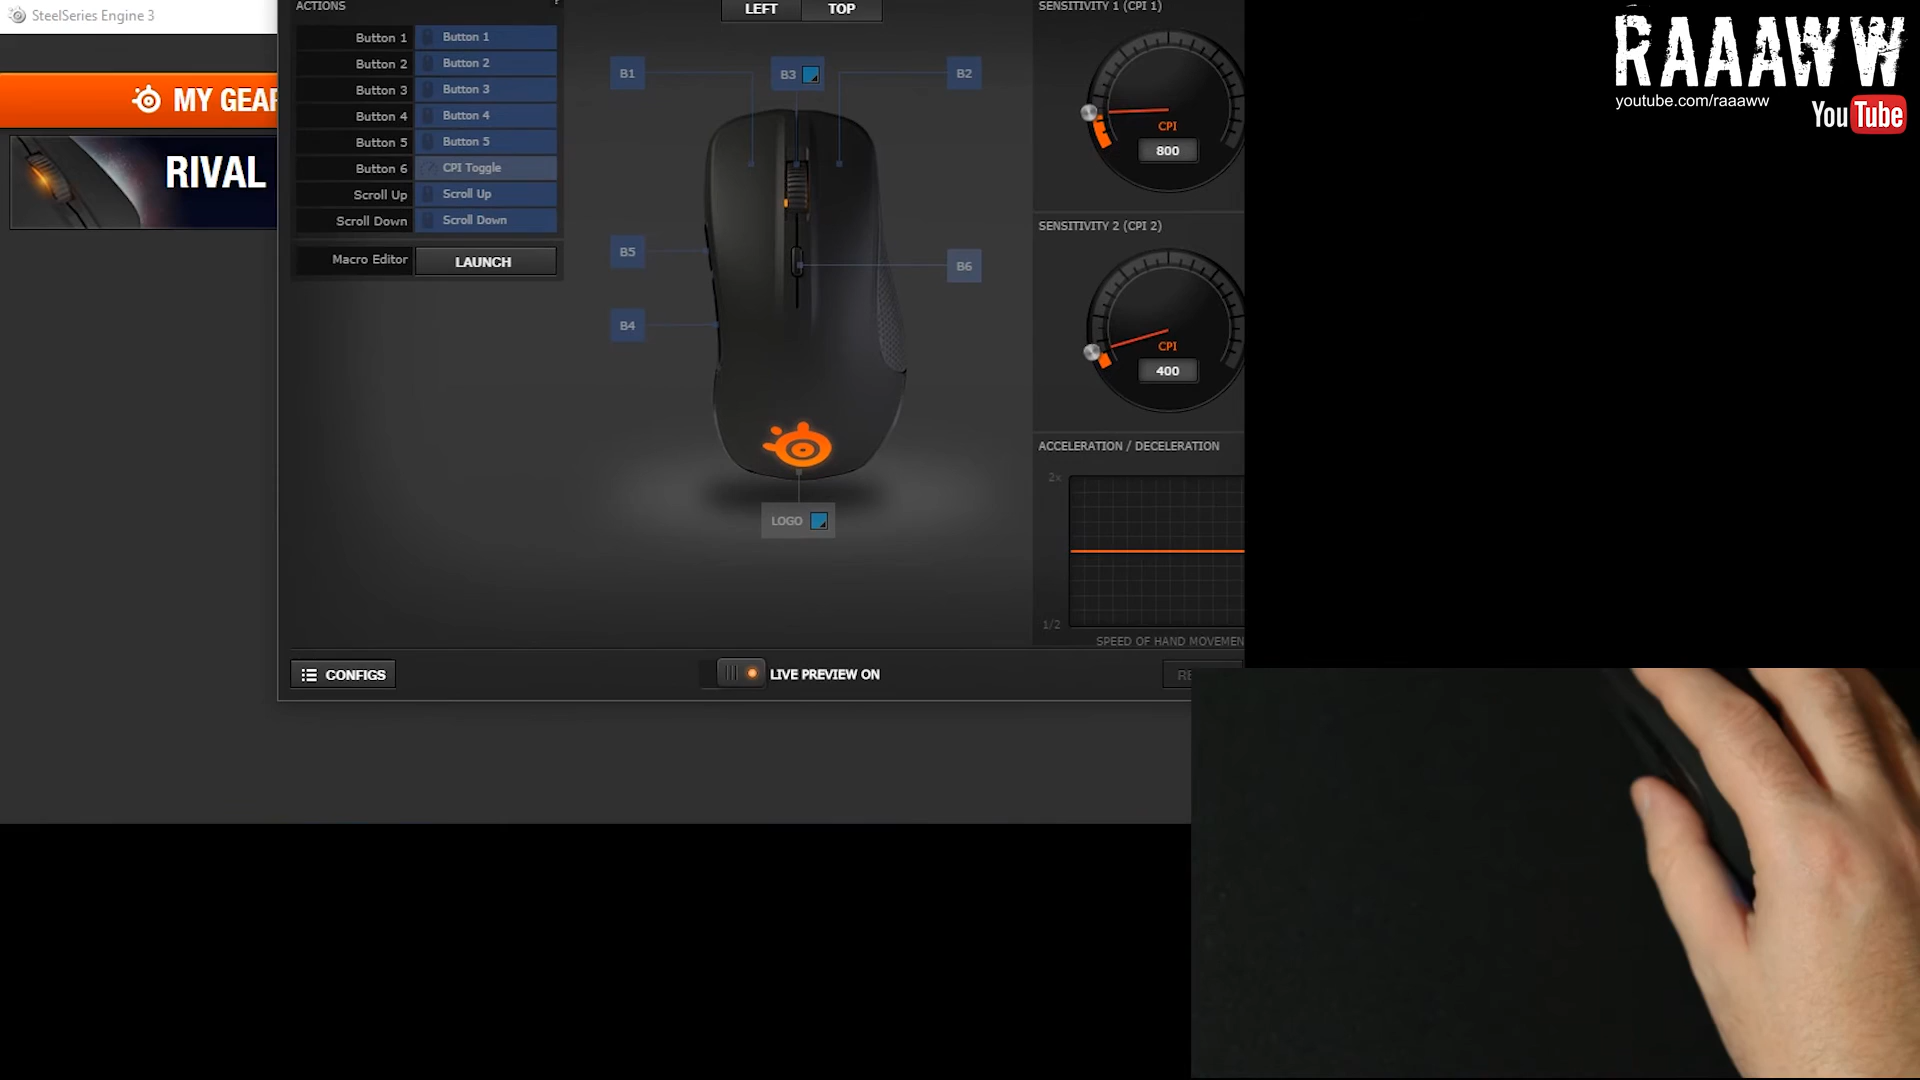 SteelSeries Engine 3
MY GEAR
RIVAL
ACTIONS
?
Button 1 Button 1
Button 2 Button 2
Button 3 Button 3
Button 4 Button 4
Button 5 Button 5
Button 6 CPI Toggle
Scroll Up Scroll Up
Scroll Down Scroll Down
Macro Editor LAUNCH
LEFT TOP
B1
B3
B2
B5
B6
B4
LOGO
SENSITIVITY 1 (CPI 1)
CPI
800
SENSITIVITY 2 (CPI 2)
CPI
400
ACCELERATION / DECELERATION
2x
1/2
SPEED OF HAND MOVEMEN
CONFIGS
LIVE PREVIEW ON
RE
RAAAWW
youtube.com/raaaww
YouTube